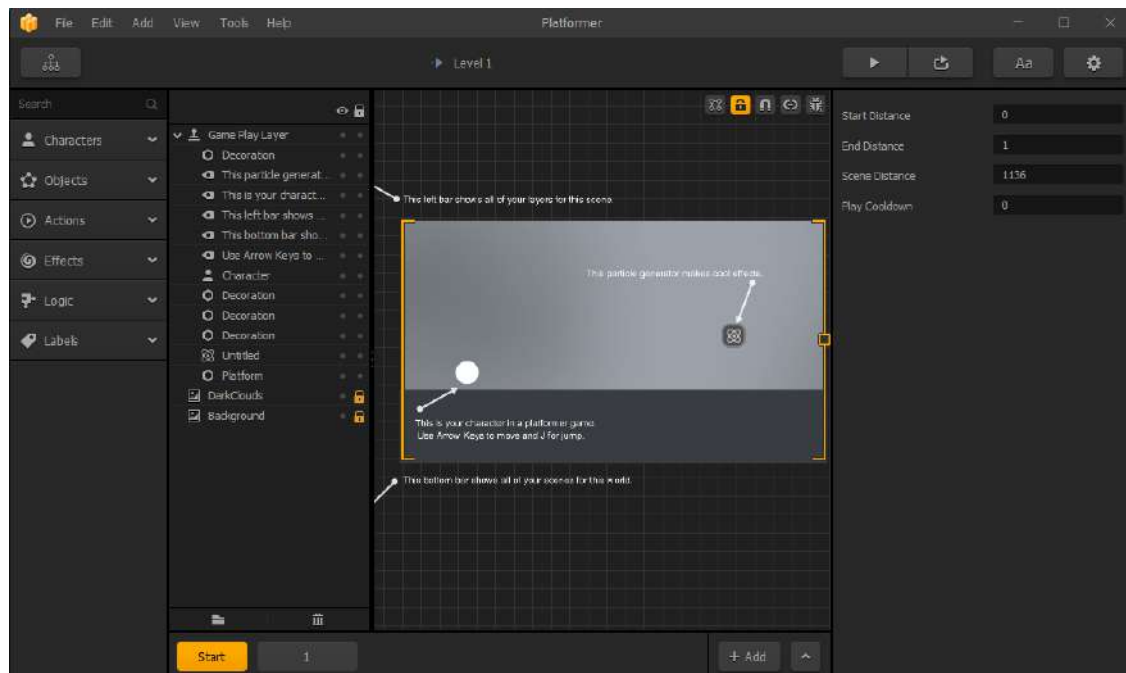 File Edit Add View Tools Help
Platformer
Level 1
Aa
Search
Characters
Objects
Actions
Effects
Logic
Labels
Game Play Layer
Decoration
This particle generat...
This is your charact...
This left bar shows ...
This bottom bar sho...
Use Arrow Keys to ...
Character
Decoration
Decoration
Decoration
Untitled
Platform
DarkClouds
Background
This left bar shows all of your layers for this scene.
This particle generator makes cool effects.
This is your character in a platformer game.
Use Arrow Keys to move and J for jump.
This bottom bar shows all of your scenes for this world.
Start Distance 0
End Distance 1
Scene Distance 1136
Play Cooldown 0
Start
1
+ Add